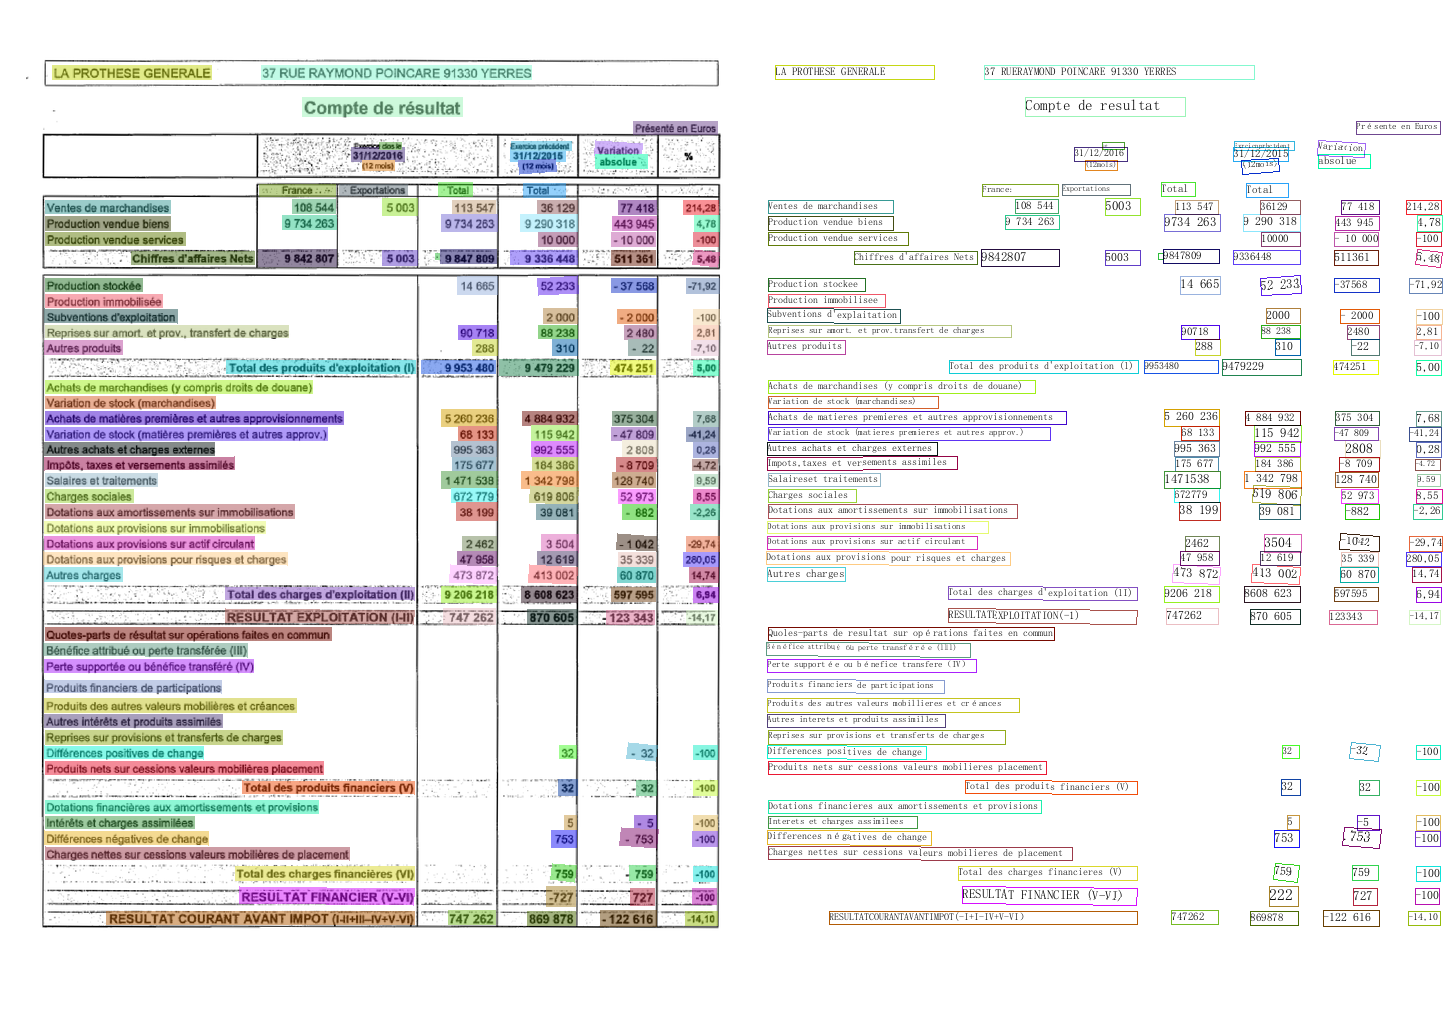 LA PROTHESE GENERALE 37 RUE RAYMOND POINCARE 91330 YERRES
Compte de résultat
Présenté en Euros
Exercice clos le Exercice précédent Variation
31/12/2016 31/12/2015 absolue %
(12 mois) (12 mois)
France Exportations Total Total
Ventes de marchandises 108 544 5 003 113 547 36 129 77 418 214,28
Production vendue biens 9 734 263 9 734 263 9 290 318 443 945 4,78
Production vendue services 10 000 - 10 000 -100
Chiffres d'affaires Nets 9 842 807 5 003 9 847 809 9 336 448 511 361 5,48
Production stockée 14 665 52 233 - 37 568 -71,92
Production immobilisée
Subventions d'exploitation 2 000 - 2 000 -100
Reprises sur amort. et prov., transfert de charges 90 718 88 238 2 480 2,81
Autres produits 288 310 - 22 -7,10
Total des produits d'exploitation (I) 9 953 480 9 479 229 474 251 5,00
Achats de marchandises (y compris droits de douane)
Variation de stock (marchandises)
Achats de matières premières et autres approvisionnements 5 260 236 4 884 932 375 304 7,68
Variation de stock (matières premières et autres approv.) 68 133 115 942 - 47 809 -41,24
Autres achats et charges externes 995 363 992 555 2 808 0,28
Impôts, taxes et versements assimilés 175 677 184 386 - 8 709 -4.72
Salaires et traitements 1 471 538 1 342 798 128 740 9,59
Charges sociales 672 779 619 806 52 973 8,55
Dotations aux amortissements sur immobilisations 38 199 39 081 - 882 -2,26
Dotations aux provisions sur immobilisations
Dotations aux provisions sur actif circulant 2 462 3 504 - 1 042 -29,74
Dotations aux provisions pour risques et charges 47 958 12 619 35 339 280,05
Autres charges 473 872 413 002 60 870 14,74
Total des charges d'exploitation (II) 9 206 218 8 608 623 597 595 6,94
RESULTAT EXPLOITATION (I-II) 747 262 870 605 -123 343 -14,17
Quotes-parts de résultat sur opérations faites en commun
Bénéfice attribué ou perte transférée (III)
Perte supportée ou bénéfice transféré (IV)
Produits financiers de participations
Produits des autres valeurs mobilières et créances
Autres intérêts et produits assimilés
Reprises sur provisions et transferts de charges
Différences positives de change 32 - 32 -100
Produits nets sur cessions valeurs mobilières placement
Total des produits financiers (V) 32 - 32 -100
Dotations financières aux amortissements et provisions
Intérêts et charges assimilées 5 - 5 -100
Différences négatives de change 753 - 753 -100
Charges nettes sur cessions valeurs mobilières de placement
Total des charges financières (VI) 759 - 759 -100
RESULTAT FINANCIER (V-VI) -727 727 -100
RESULTAT COURANT AVANT IMPOT (I-II+III-IV+V-VI) 747 262 869 878 - 122 616 -14,10
LA PROTHESE GENERALE 37 RUERAYMOND POINCARE 91330 YERRES
Compte de resultat
Pré sente en Euros
31/12/2016 31/12/2015 Variation
(12mois) (12mois) absolue
France: Exportations Total Total
Ventes de marchandises 108 544 5003 113 547 36129 77 418 214,28
Production vendue biens 9 734 263 9734 263 9 290 318 443 945 4,78
Production vendue services 10000 - 10 000 -100
Chiffres d'affaires Nets 9842807 5003 9847809 9336448 511361 5,48
Production stockee 14 665 52 233 -37568 -71,92
Production immobilisee
Subventions d'exploitation 2000 - 2000 -100
Reprises sur amort. et prov.transfert de charges 90718 88 238 2480 2,81
Autres produits 288 310 -22 -7,10
Total des produits d'exploitation (1) 9953480 9479229 474251 5,00
Achats de marchandises (y compris droits de douane)
Variation de stock (marchandises)
Achats de matieres premieres et autres approvisionnements 5 260 236 4 884 932 375 304 7,68
Variation de stock (matieres premieres et autres approv.) 68 133 115 942 -47 809 -41,24
Autres achats et charges externes 995 363 992 555 2808 0,28
Impots,taxes et versements assimiles 175 677 184 386 -8 709 -4.72
Salaireset traitements 1471538 1 342 798 128 740 9.59
Charges sociales 672779 619 806 52 973 8,55
Dotations aux amortissements sur immobilisations 38 199 39 081 -882 -2,26
Dotations aux provisions sur immobilisations
Dotations aux provisions sur actif circulant 2462 3504 -1042 -29,74
Dotations aux provisions pour risques et charges 47 958 12 619 35 339 280,05
Autres charges 473 872 413 002 60 870 14,74
Total des charges d'exploitation (II) 9206 218 8608 623 597595 6,94
RESULTATEXPLOITATION(-1) 747262 870 605 123343 -14,17
Quoles-parts de resultat sur opé rations faites en commun
Béné fice attribué ou perte transféré e (III)
Perte support é e ou bé nefice transfere (IV)
Produits financiers de participations
Produits des autres valeurs mobillieres et cré ances
Autres interets et produits assimilles
Reprises sur provisions et transferts de charges
Differences positives de change 32 -32 -100
Produits nets sur cessions valeurs mobilieres placement
Total des produits financiers (V) 32 32 -100
Dotations financieres aux amortissements et provisions
Interets et charges assimilees 5 -5 -100
Differences né gatives de change 753 -753 -100
Charges nettes sur cessions valeurs mobilieres de placement
Total des charges financieres (V) 759 759 -100
RESULTAT FINANCIER (V-VI) 222 727 -100
RESULTATCOURANTAVANTIMPOT(-I+I-IV+V-VI) 747262 869878 -122 616 -14,10